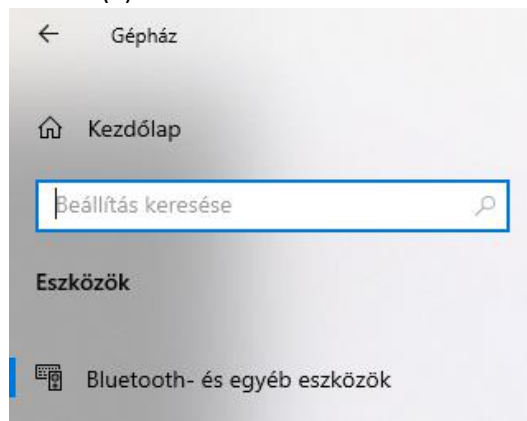 Gépház
Kezdőlap
Beállítás keresése
Eszközök
Bluetooth- és egyéb eszközök